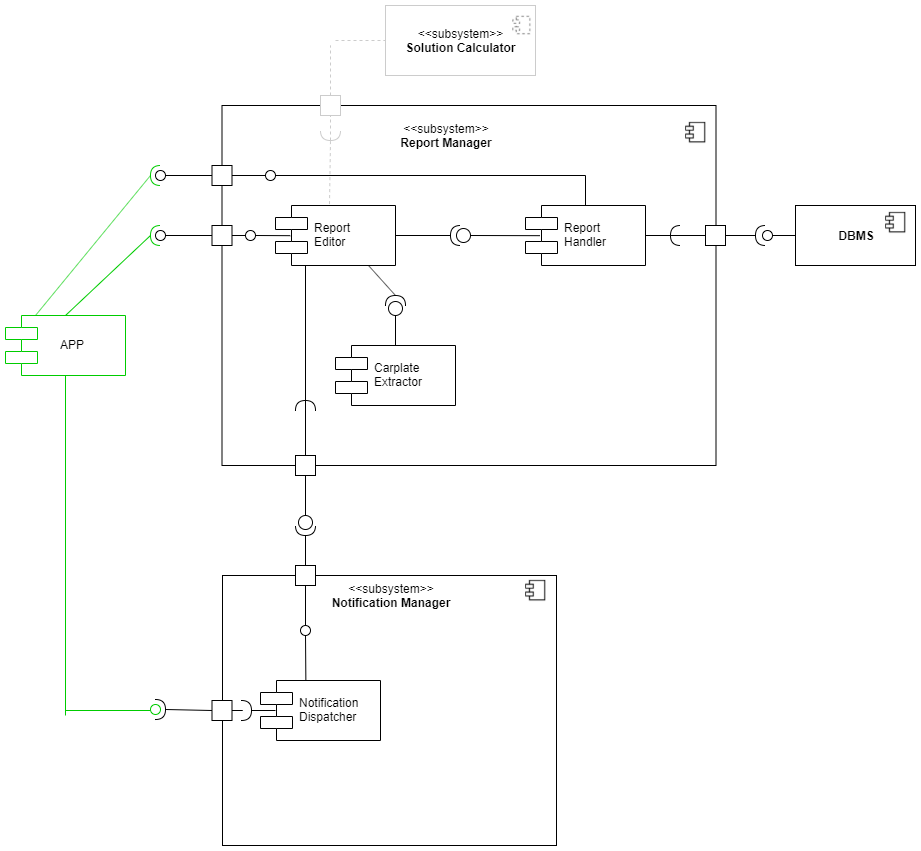 <<subsystem>>
Solution Calculator
<<subsystem>>
Report Manager
Report
Editor
Report
Handler
DBMS
APP
Carplate
Extractor
<<subsystem>>
Notification Manager
Notification
Dispatcher